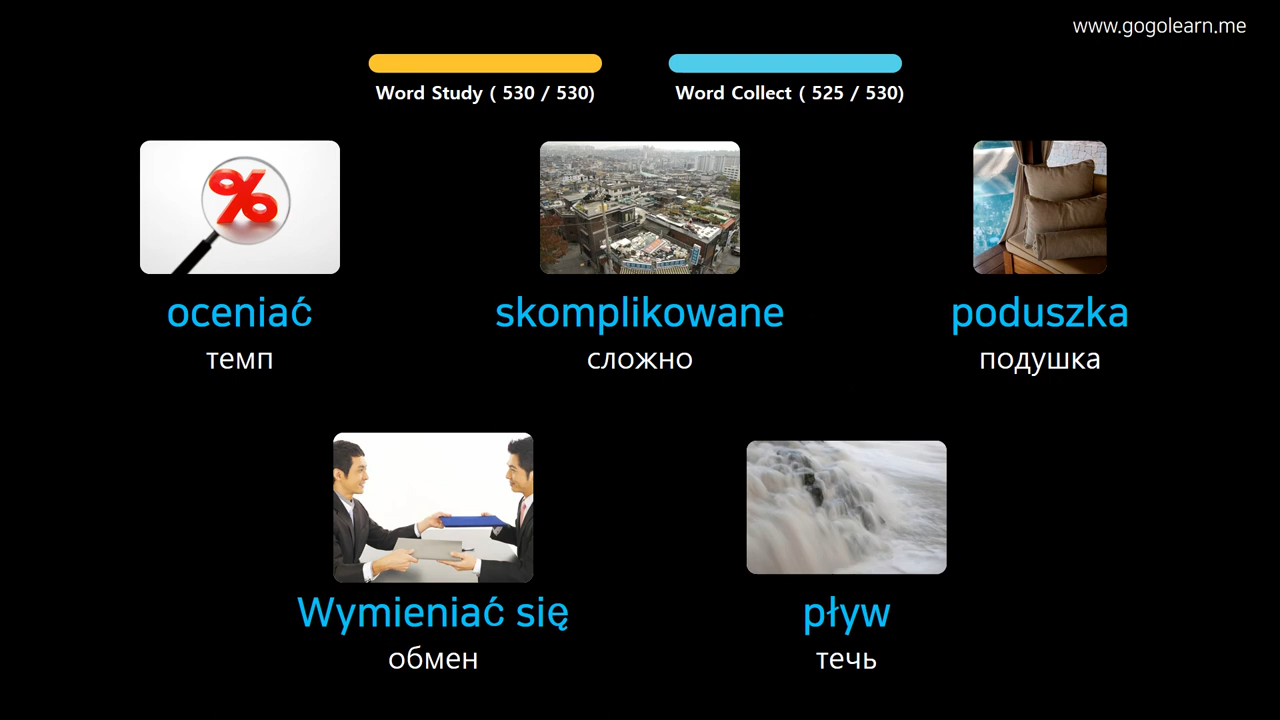 www.gogolearn.me
Word Study ( 530 / 530)
Word Collect ( 525 / 530)
oceniać
темп
skomplikowane
сложно
poduszka
подушка
Wymieniać się
обмен
pływ
течь